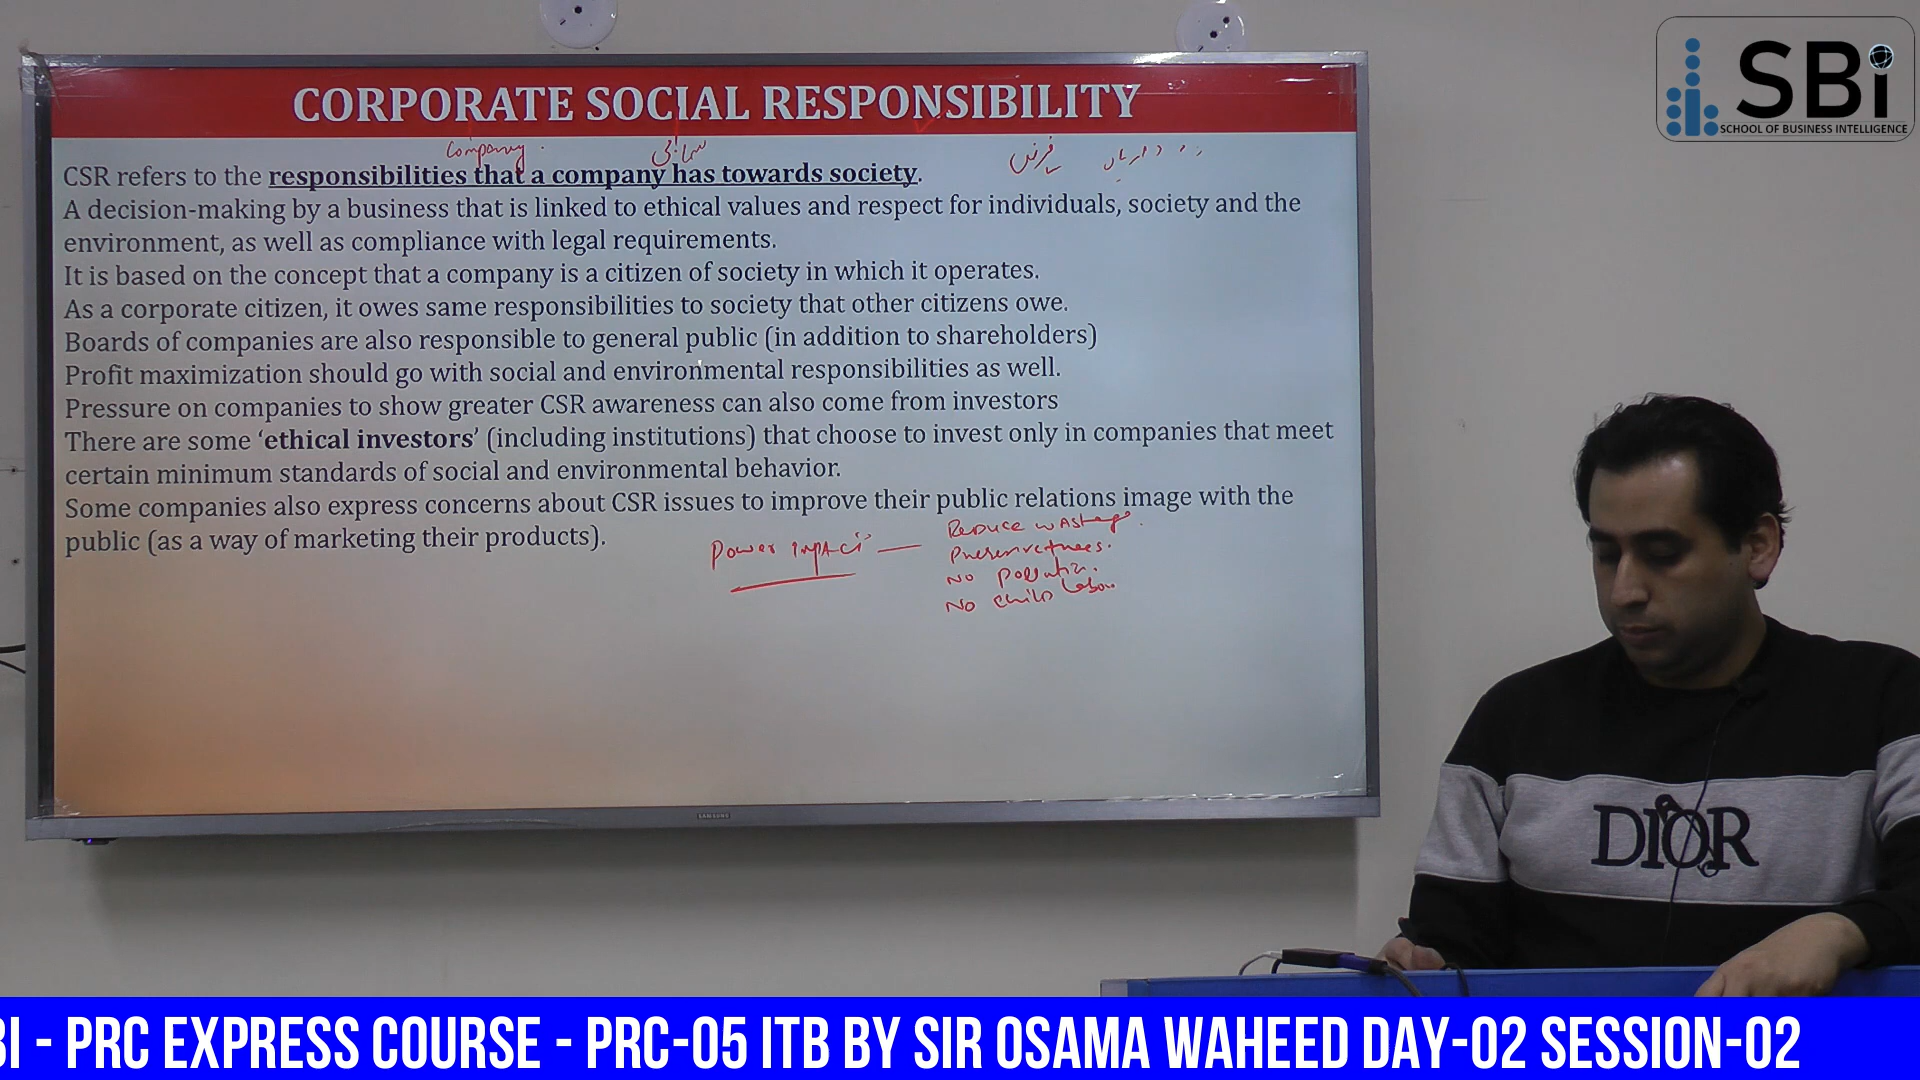 SBi
SCHOOL OF BUSINESS INTELLIGENCE
CORPORATE SOCIAL RESPONSIBILITY
Company
سماجی
CSR refers to the responsibilities that a company has towards society.
A decision-making by a business that is linked to ethical values and respect for individuals, society and the
environment, as well as compliance with legal requirements.
It is based on the concept that a company is a citizen of society in which it operates.
As a corporate citizen, it owes same responsibilities to society that other citizens owe.
Boards of companies are also responsible to general public (in addition to shareholders)
Profit maximization should go with social and environmental responsibilities as well.
Pressure on companies to show greater CSR awareness can also come from investors
There are some ‘ethical investors’ (including institutions) that choose to invest only in companies that meet
certain minimum standards of social and environmental behavior.
Some companies also express concerns about CSR issues to improve their public relations image with the
public (as a way of marketing their products).
Power impact —
Reduce wastage.
No pollution.
No child labour
SAMSUNG
DIOR
BI - PRC EXPRESS COURSE - PRC-05 ITB BY SIR OSAMA WAHEED DAY-02 SESSION-02